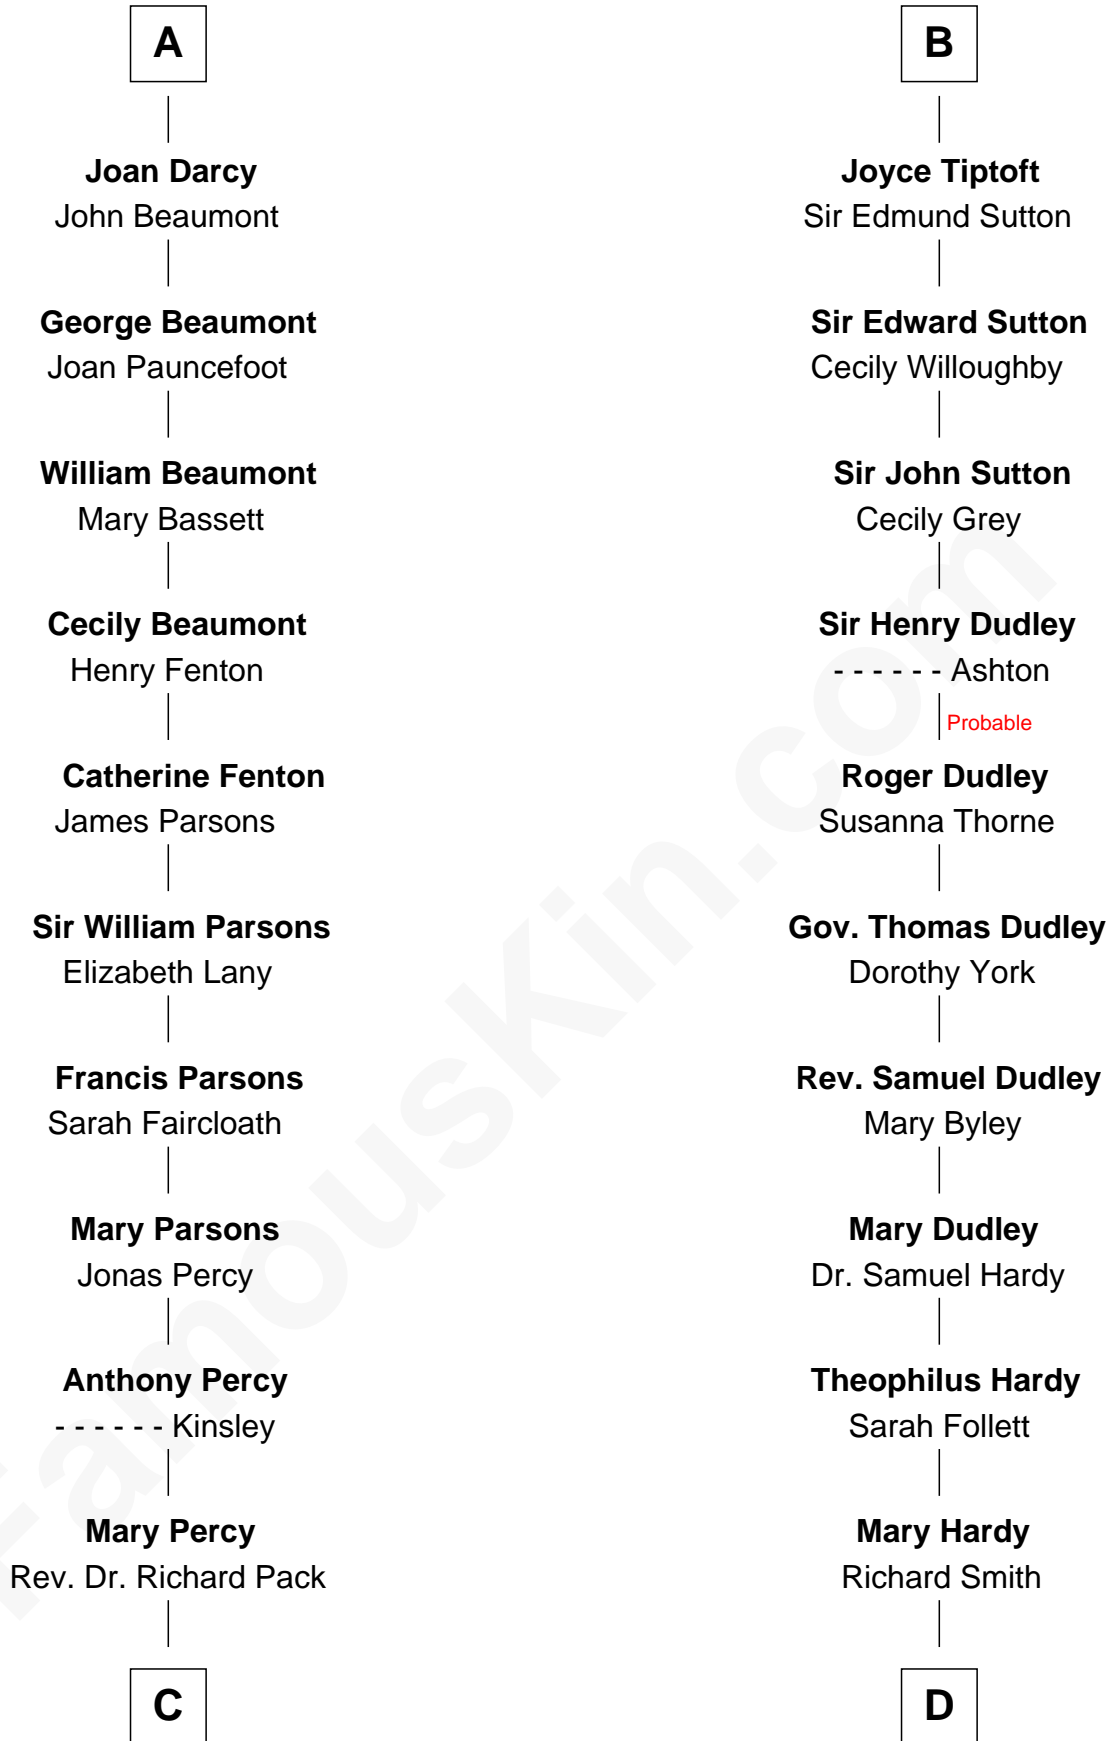 A
Joan Darcy
John Beaumont
George Beaumont
Joan Pauncefoot
William Beaumont
Mary Bassett
Cecily Beaumont
Henry Fenton
Catherine Fenton
James Parsons
Sir William Parsons
Elizabeth Lany
Francis Parsons
Sarah Faircloath
Mary Parsons
Jonas Percy
Anthony Percy
- - - - - - Kinsley
Mary Percy
Rev. Dr. Richard Pack
C
B
Joyce Tiptoft
Sir Edmund Sutton
Sir Edward Sutton
Cecily Willoughby
Sir John Sutton
Cecily Grey
Sir Henry Dudley
- - - - - - Ashton
Probable
Roger Dudley
Susanna Thorne
Gov. Thomas Dudley
Dorothy York
Rev. Samuel Dudley
Mary Byley
Mary Dudley
Dr. Samuel Hardy
Theophilus Hardy
Sarah Follett
Mary Hardy
Richard Smith
D
FamousKin.com